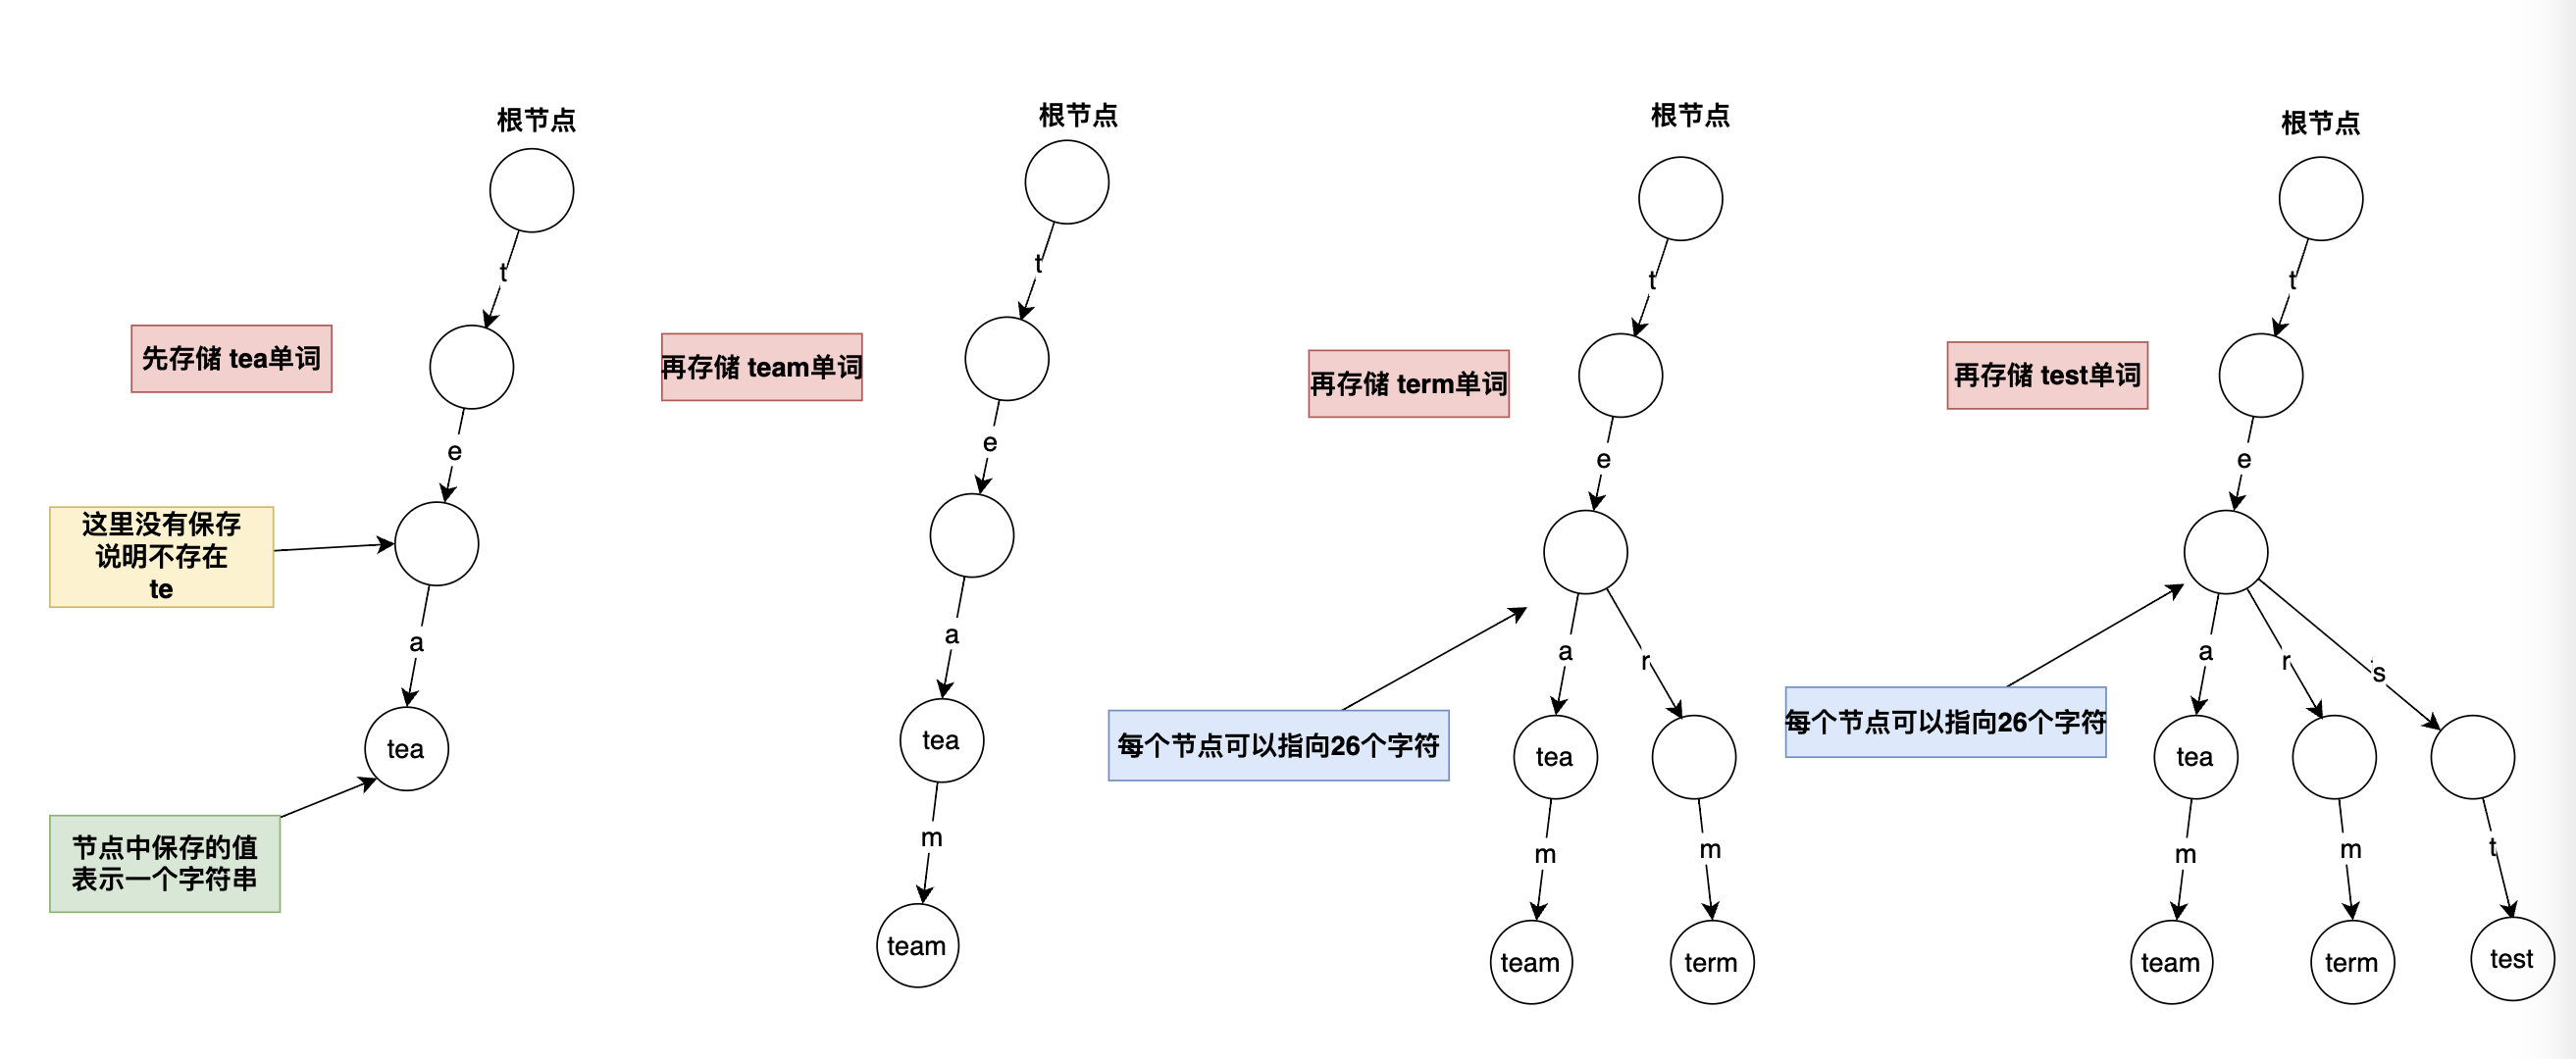 根节点
t
先存储 tea单词
e
这里没有保存
说明不存在
te
a
tea
节点中保存的值
表示一个字符串
根节点
t
再存储 team单词
e
a
tea
m
team
根节点
t
再存储 term单词
e
每个节点可以指向26个字符
a
r
tea
m
m
team
term
根节点
t
再存储 test单词
e
每个节点可以指向26个字符
a
r
s
tea
m
m
t
team
term
test